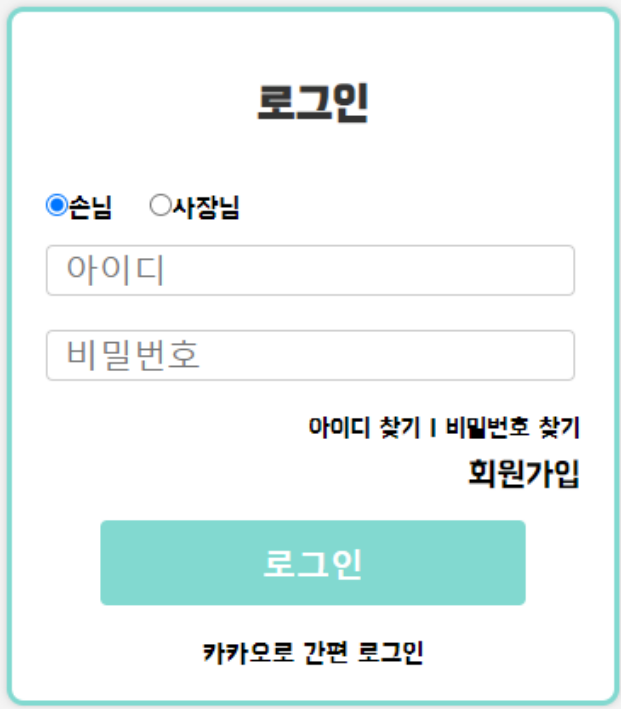 로그인
손님 사장님
아이디
비밀번호
아이디 찾기 | 비밀번호 찾기
회원가입
로그인
카카오로 간편 로그인